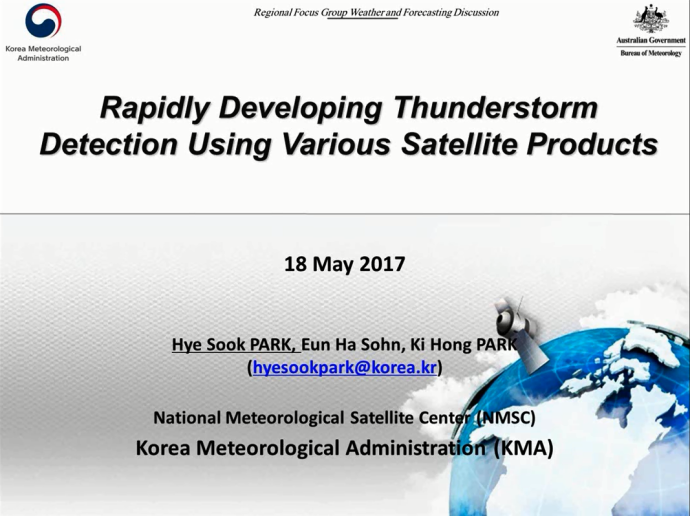 Regional Focus Group Weather and Forecasting Discussion
Korea Meteorological
Administration
Australian Government
Bureau of Meteorology
Rapidly Developing Thunderstorm
Detection Using Various Satellite Products
18 May 2017
Hye Sook PARK, Eun Ha Sohn, Ki Hong PARK
(hyesookpark@korea.kr)
National Meteorological Satellite Center (NMSC)
Korea Meteorological Administration (KMA)